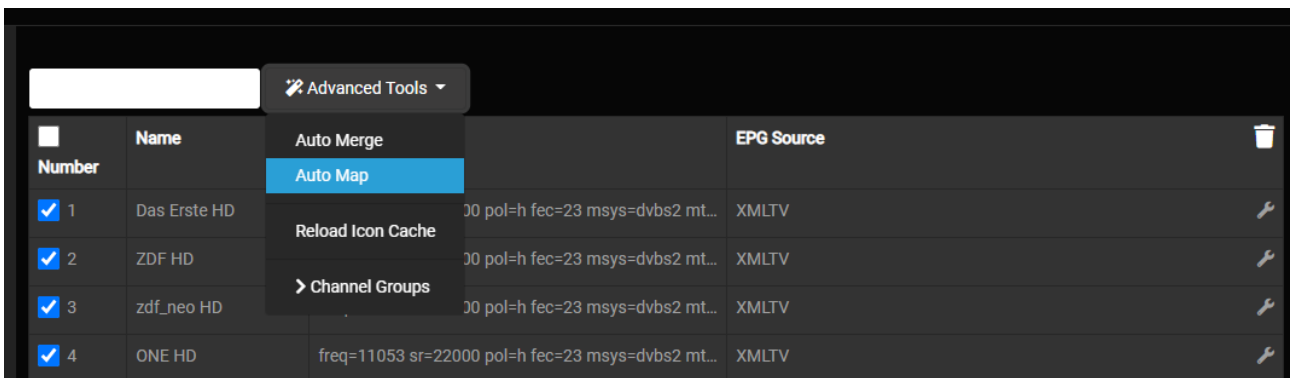 Advanced Tools
Name EPG Source
Number
Auto Merge
Auto Map
Reload Icon Cache
Channel Groups
1 Das Erste HD 00 pol=h fec=23 msys=dvbs2 mt... XMLTV
2 ZDF HD 00 pol=h fec=23 msys=dvbs2 mt... XMLTV
3 zdf_neo HD 00 pol=h fec=23 msys=dvbs2 mt... XMLTV
4 ONE HD freq=11053 sr=22000 pol=h fec=23 msys=dvbs2 mt... XMLTV